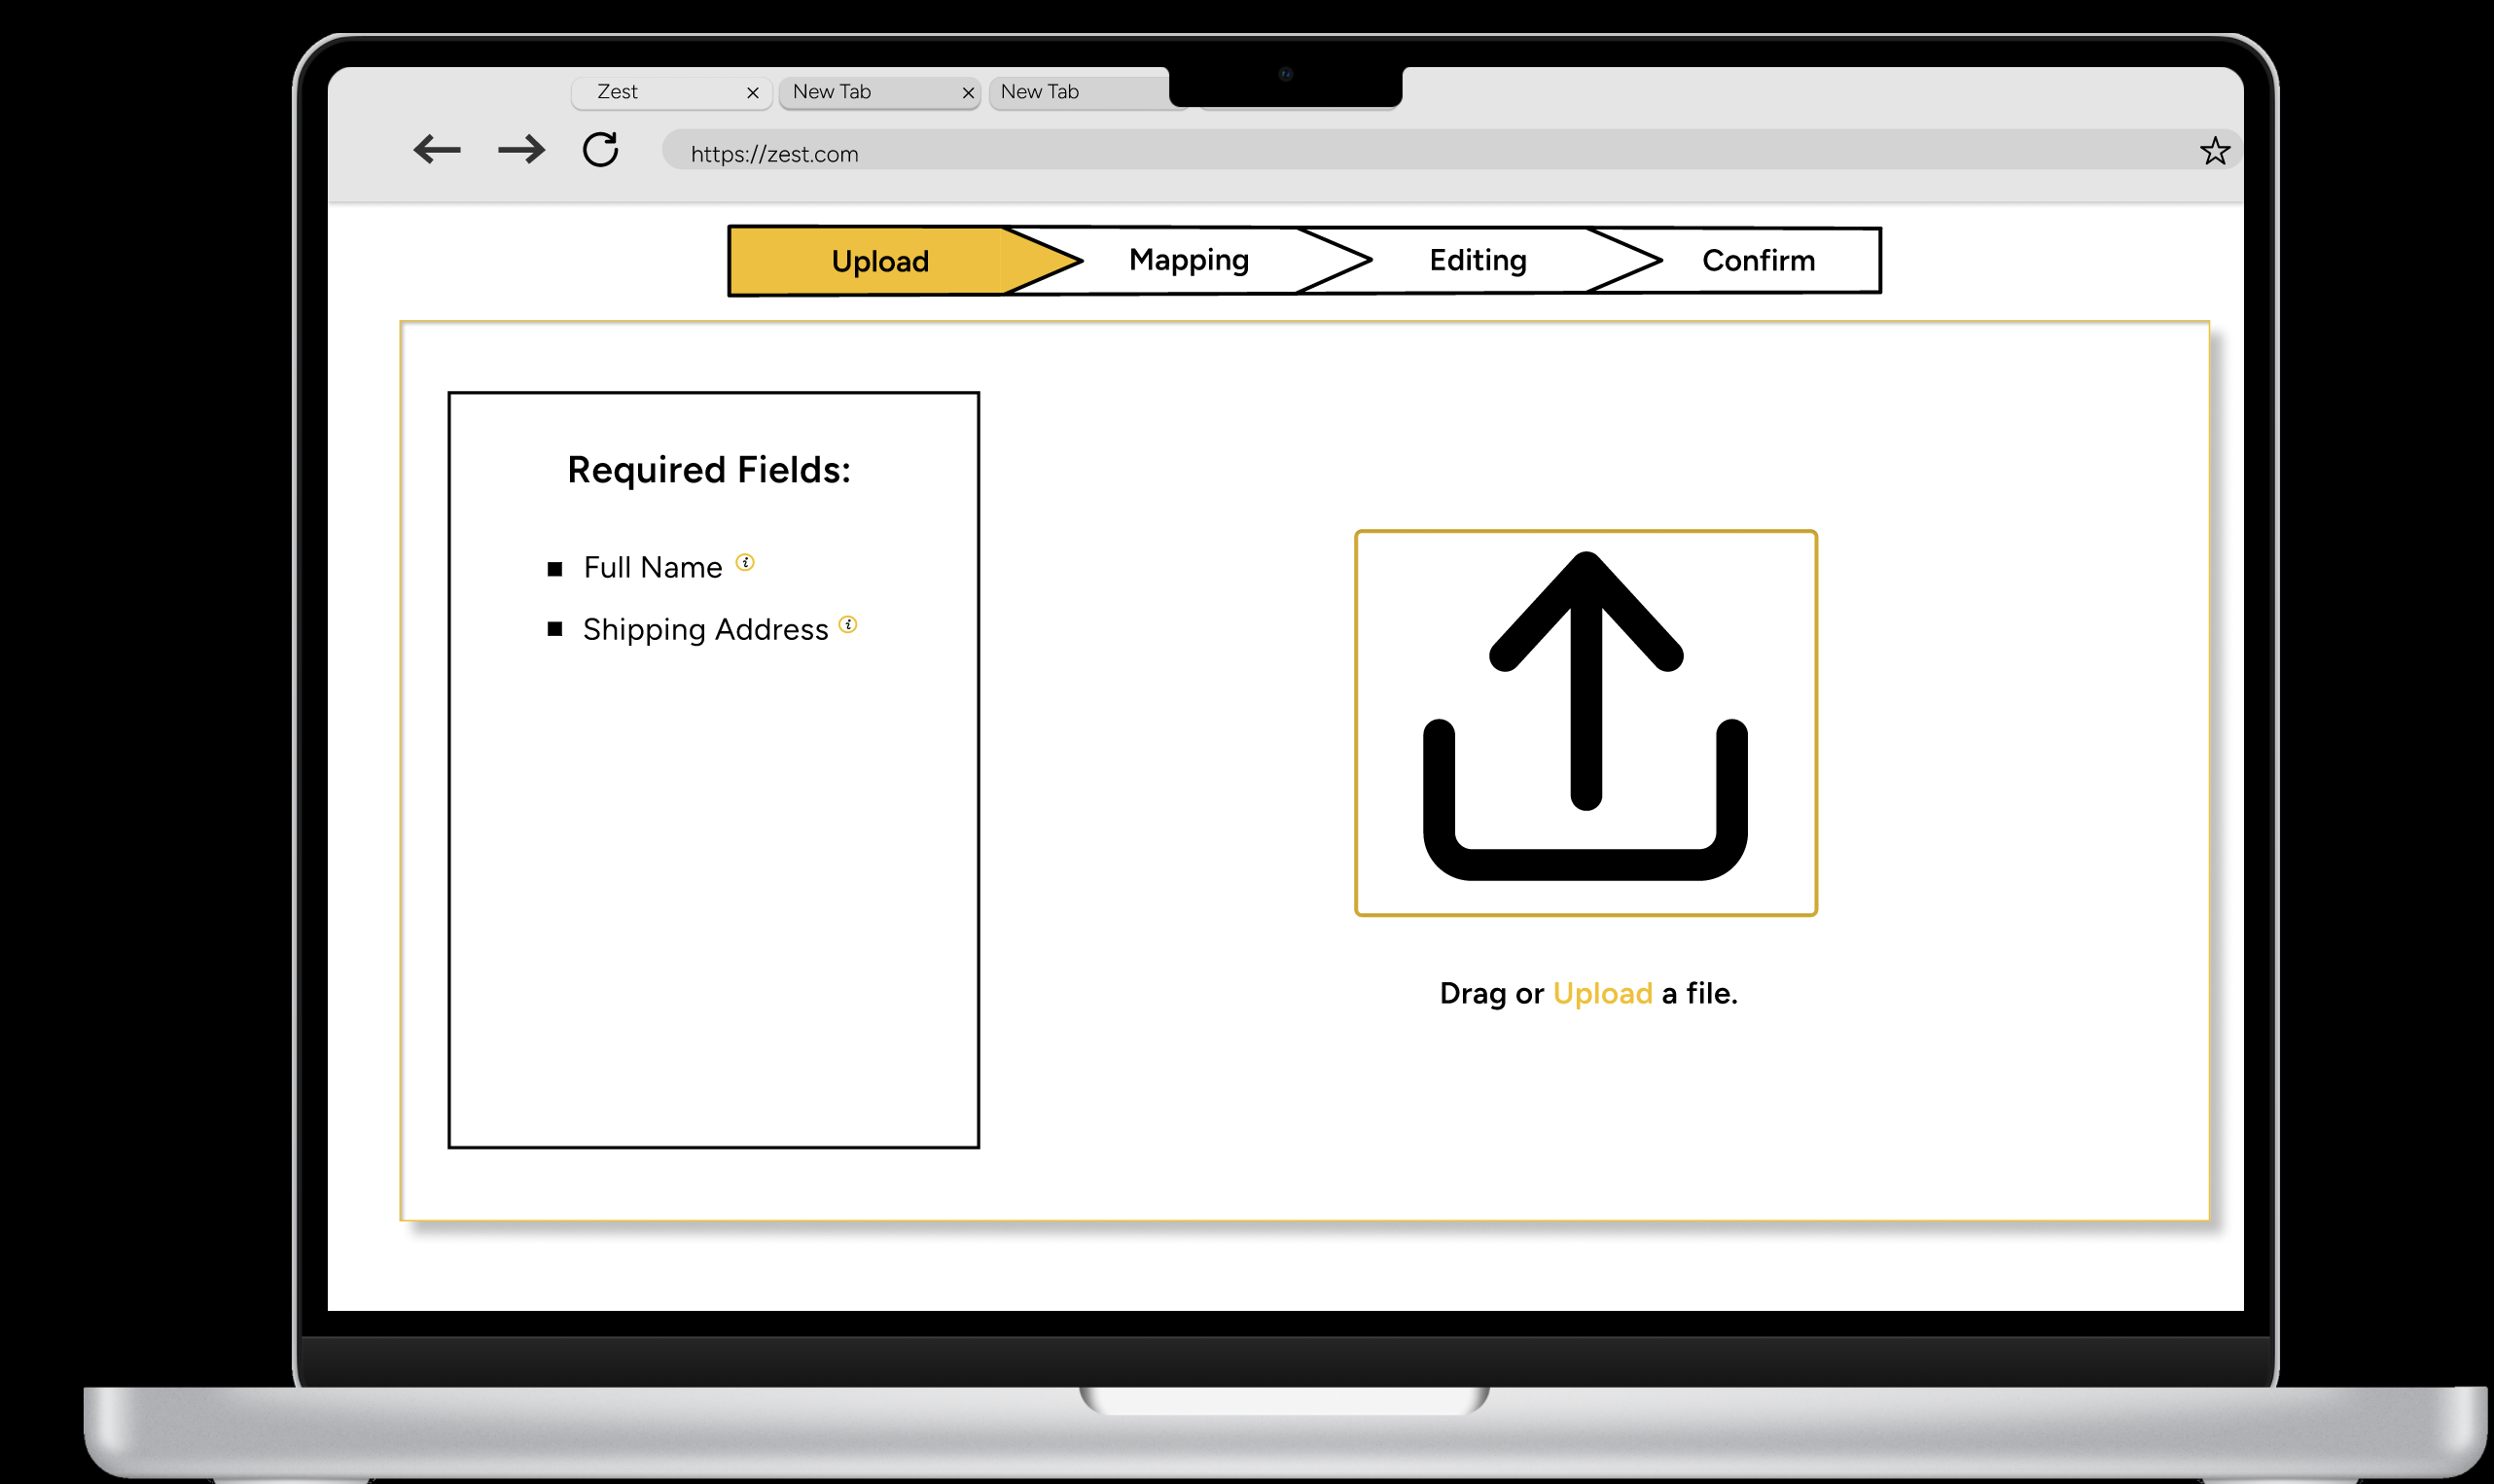 Zest
New Tab
New Tab
https://zest.com
Upload
Mapping
Editing
Confirm
Required Fields:
Full Name i
Shipping Address i
Drag or Upload a file.